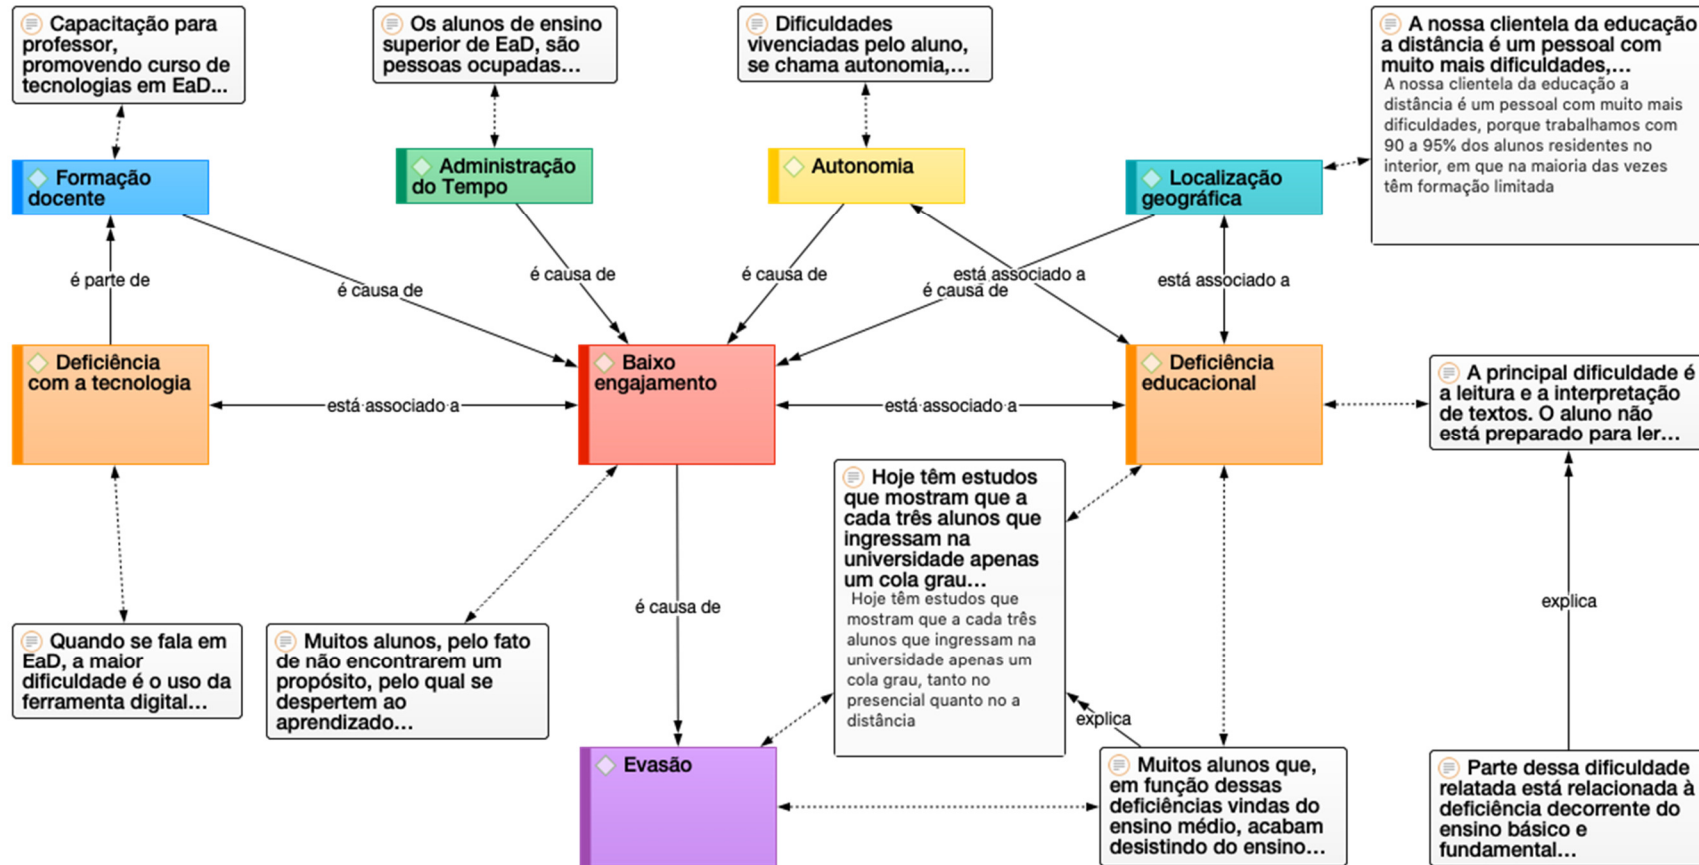 Capacitação para
professor,
promovendo curso de
tecnologias em EaD...
Os alunos de ensino
superior de EaD, são
pessoas ocupadas...
Dificuldades
vivenciadas pelo aluno,
se chama autonomia,...
A nossa clientela da educação
a distância é um pessoal com
muito mais dificuldades,...
A nossa clientela da educação a
distância é um pessoal com muito mais
dificuldades, porque trabalhamos com
90 a 95% dos alunos residentes no
interior, em que na maioria das vezes
têm formação limitada
Formação
docente
Administração
do Tempo
Autonomia
Localização
geográfica
é parte de
é causa de
é causa de
é causa de
está associado a
é causa de
está associado a
Deficiência
com a tecnologia
está associado a
Baixo
engajamento
está associado a
Deficiência
educacional
A principal dificuldade é
a leitura e a interpretação
de textos. O aluno não
está preparado para ler...
Hoje têm estudos
que mostram que a
cada três alunos que
ingressam na
universidade apenas
um cola grau...
Hoje têm estudos que
mostram que a cada três
alunos que ingressam na
universidade apenas um
cola grau, tanto no
presencial quanto no a
distância
é causa de
explica
explica
Quando se fala em
EaD, a maior
dificuldade é o uso da
ferramenta digital...
Muitos alunos, pelo fato
de não encontrarem um
propósito, pelo qual se
despertem ao
aprendizado...
Evasão
Muitos alunos que,
em função dessas
deficiências vindas do
ensino médio, acabam
desistindo do ensino...
Parte dessa dificuldade
relatada está relacionada à
deficiência decorrente do
ensino básico e
fundamental...